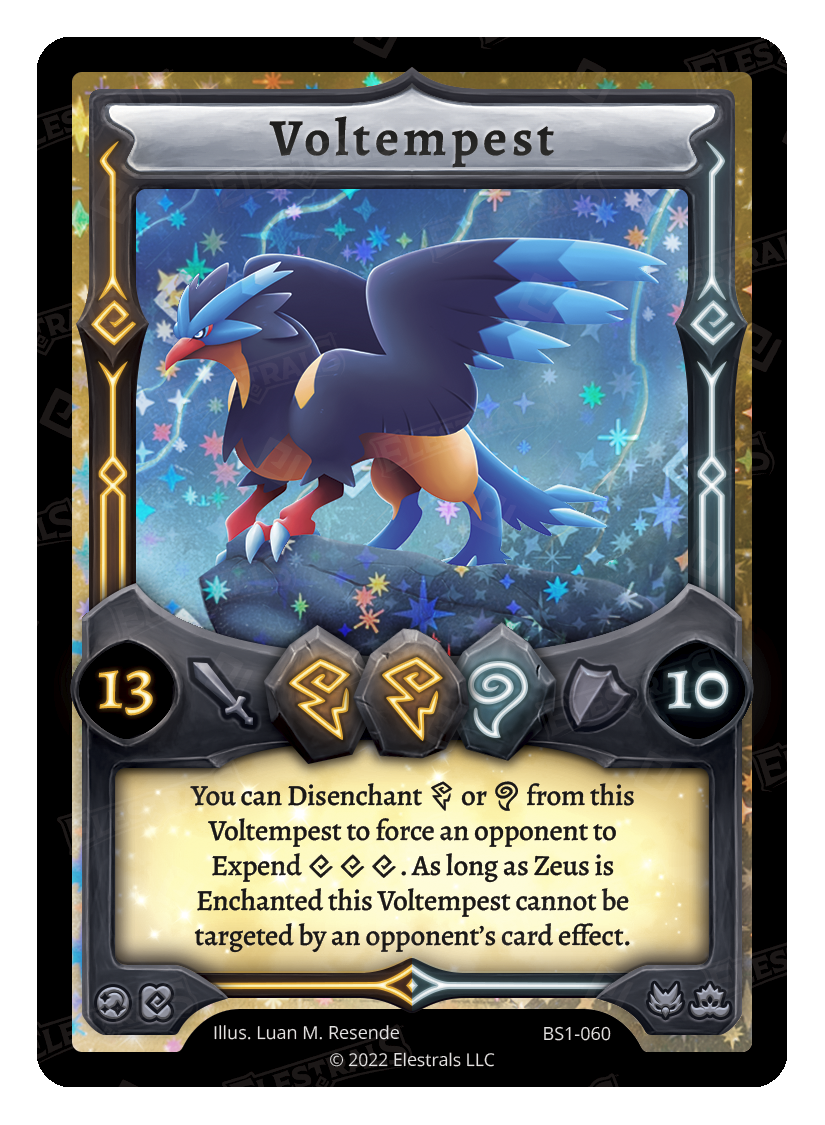 Voltempest
13
10
You can Disenchant or from this
Voltempest to force an opponent to
Expend . As long as Zeus is
Enchanted this Voltempest cannot be
targeted by an opponent’s card effect.
Illus. Luan M. Resende
BS1-060
© 2022 Elestrals LLC